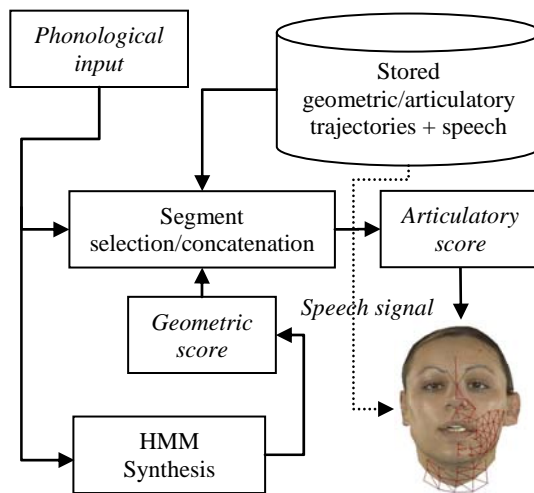 Phonological
input
Stored
geometric/articulatory
trajectories + speech
Segment
selection/concatenation
Articulatory
score
Speech signal
Geometric
score
HMM
Synthesis